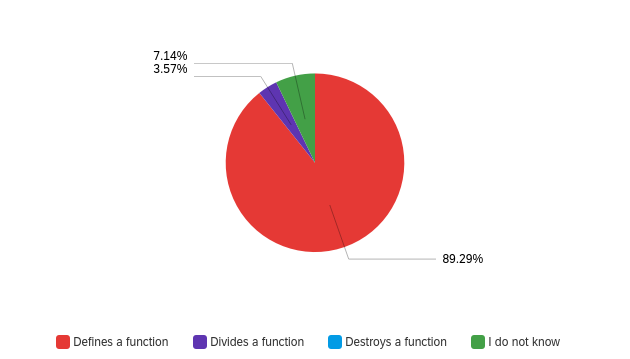 7.14%
3.57%
89.29%
Defines a function Divides a function Destroys a function I do not know